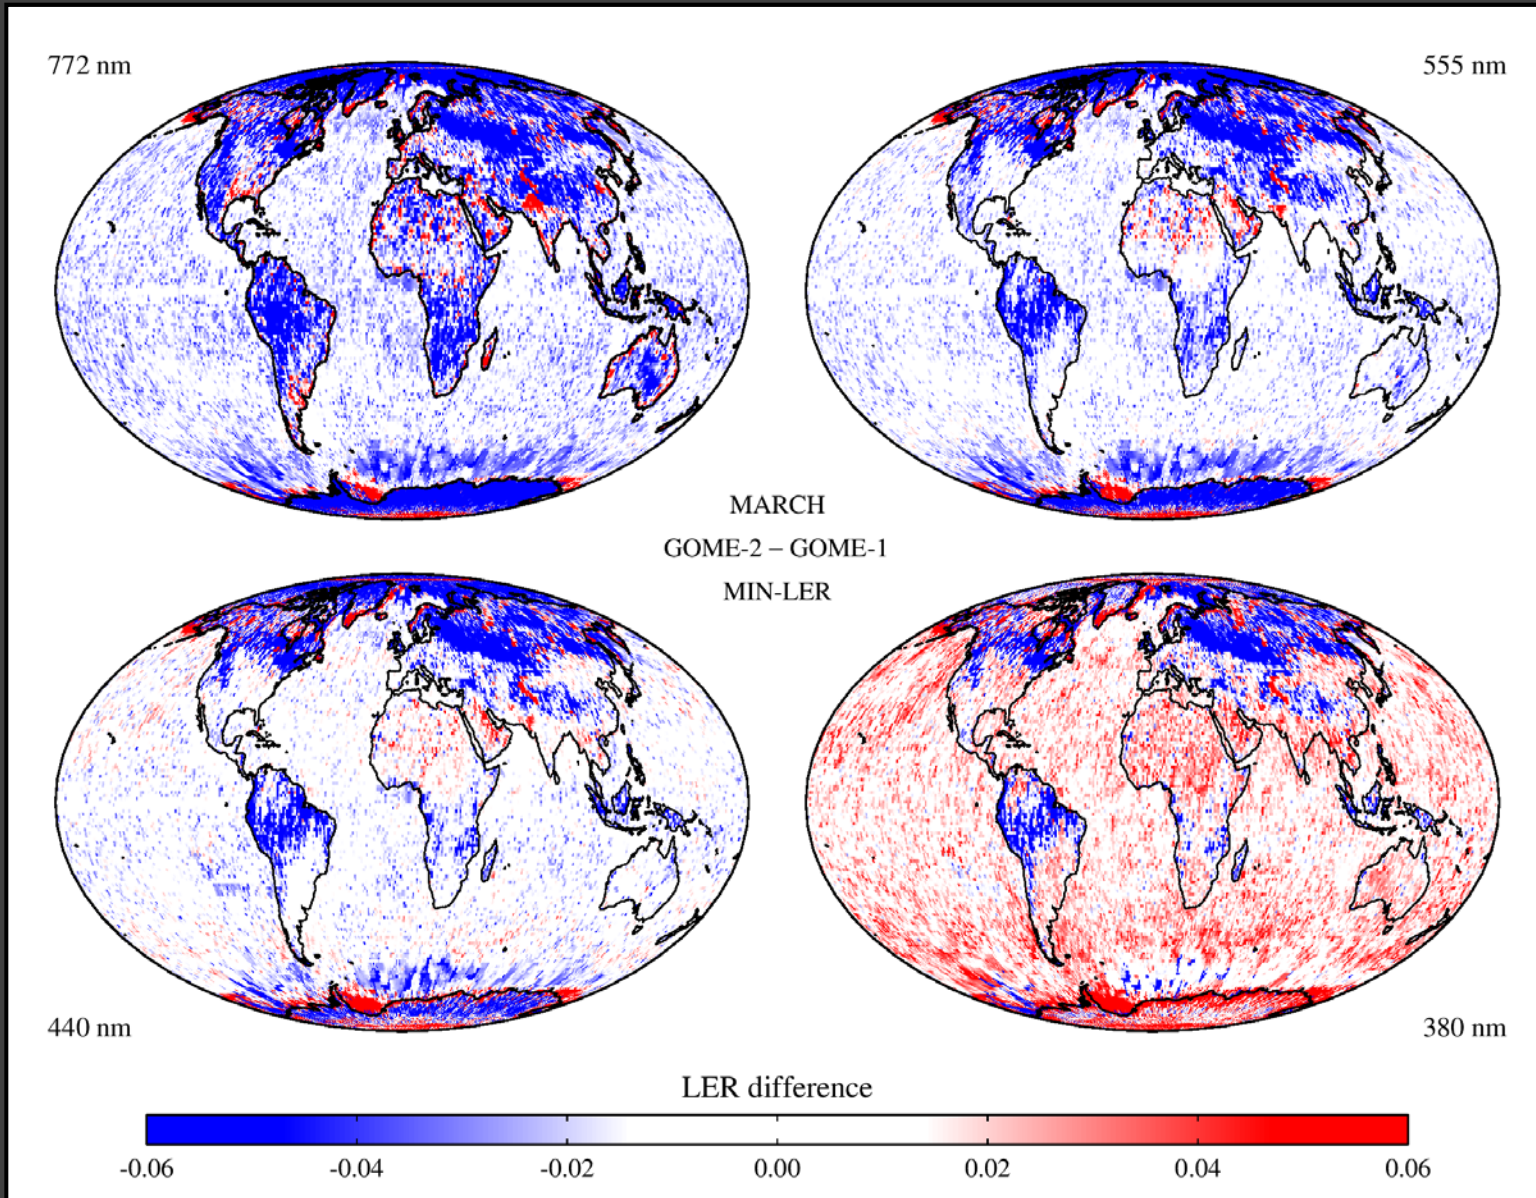 772 nm
555 nm
MARCH
GOME-2 – GOME-1
MIN-LER
440 nm
380 nm
LER difference
-0.06 -0.04 -0.02 0.00 0.02 0.04 0.06